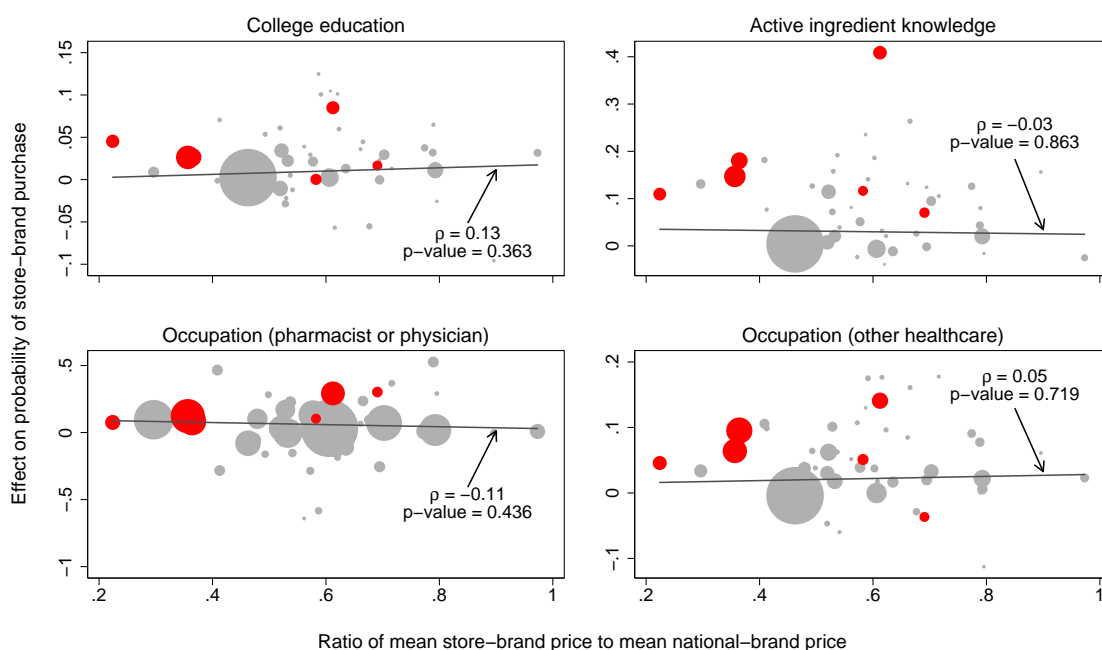 College education
Active ingredient knowledge
Effect on probability of store−brand purchase
.15
.1
.05
0
−.05
−.1
ρ = 0.13
p−value = 0.363
.4
.3
.2
.1
0
ρ = −0.03
p−value = 0.863
Occupation (pharmacist or physician)
Occupation (other healthcare)
.5
0
−.5
−1
.2 .4 .6 .8 1
ρ = −0.11
p−value = 0.436
.2
.1
0
−.1
.2 .4 .6 .8 1
ρ = 0.05
p−value = 0.719
Ratio of mean store−brand price to mean national−brand price